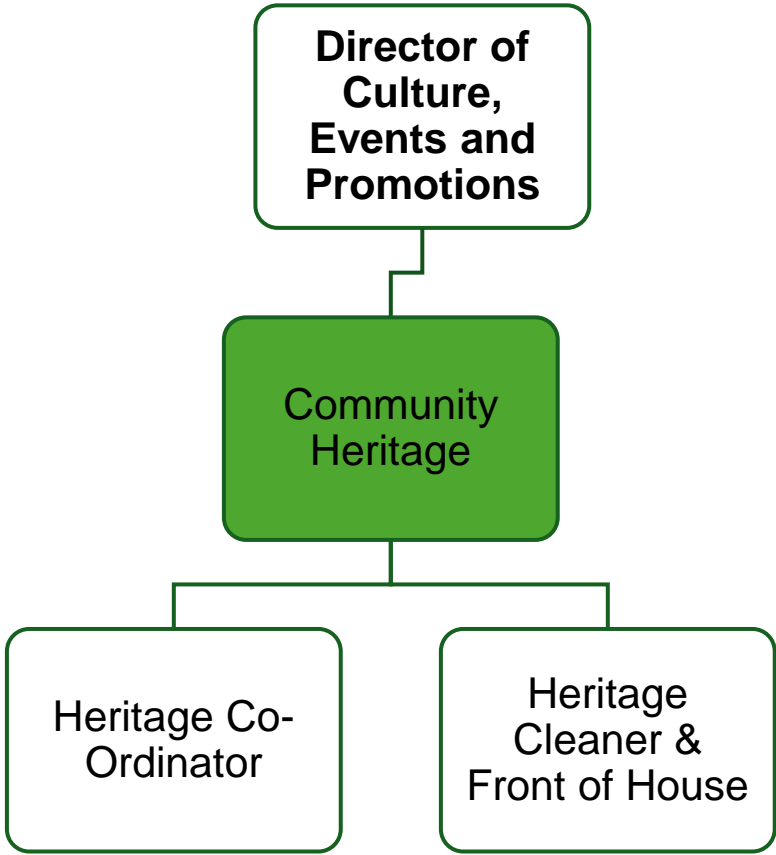 Director of
Culture,
Events and
Promotions
Community
Heritage
Heritage Co-
Ordinator
Heritage
Cleaner &
Front of House